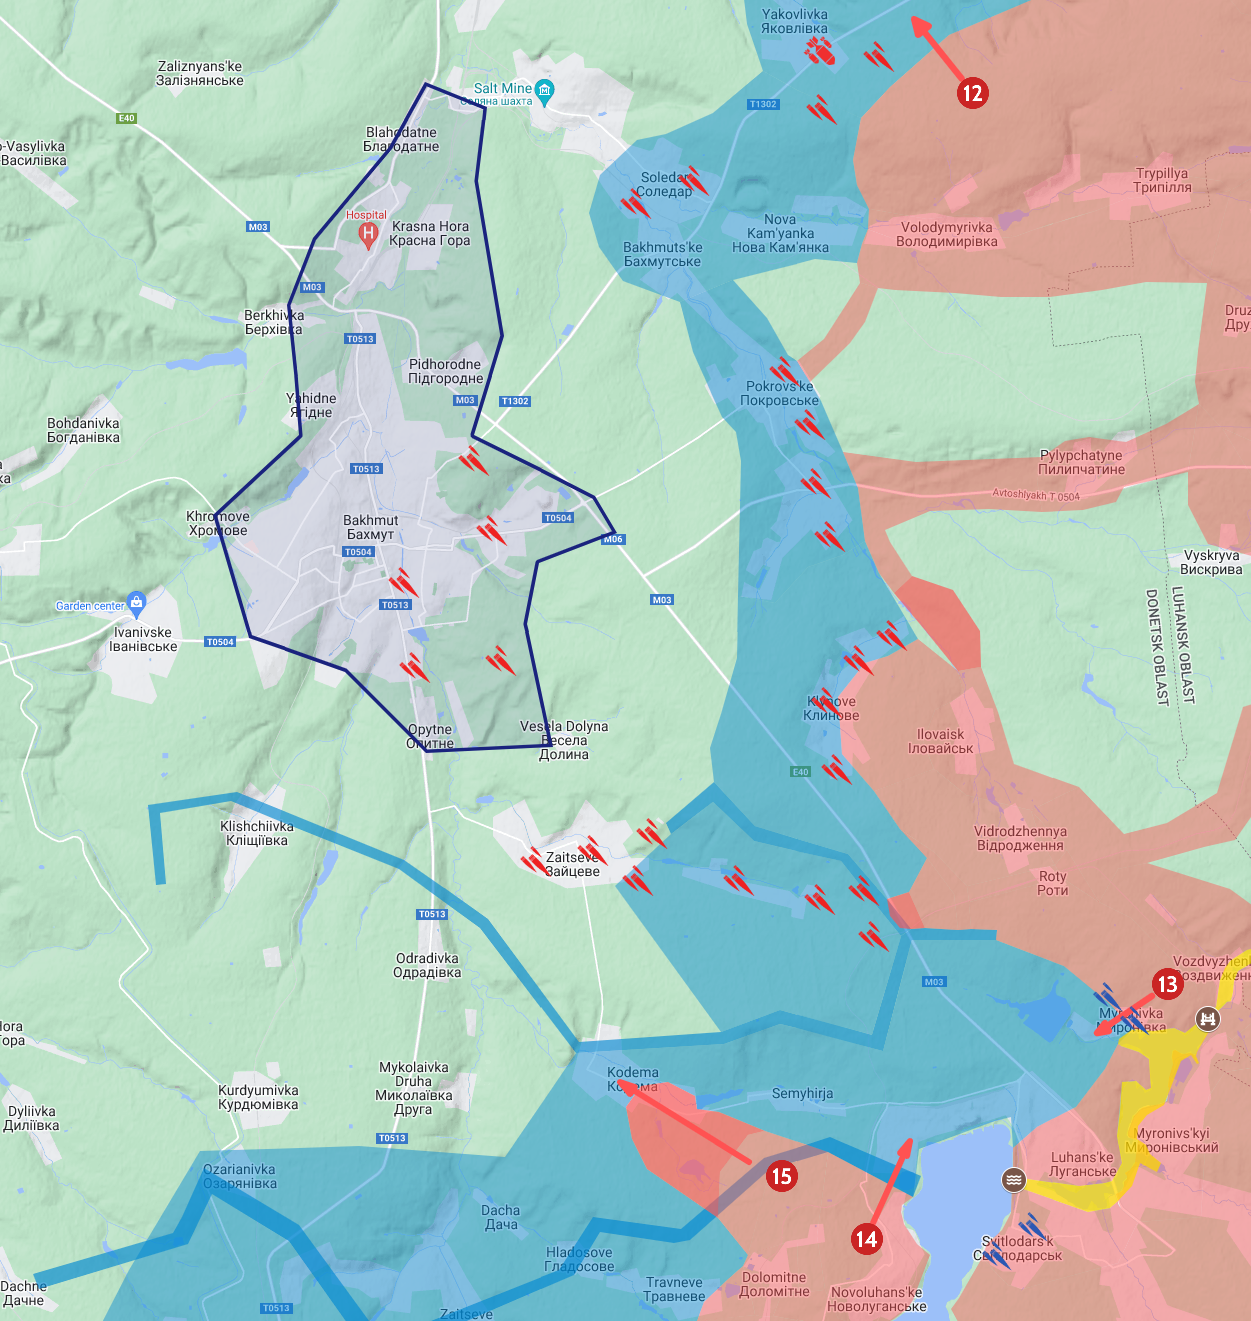 Yakovlivka
Яковлівка
12
Zaliznyans'ke
Залізнянське
Salt Mine
Соляна шахта
T1302
E40
Blahodatne
Благодатне
o-Vasylivka
Василівка
Soledar
Соледар
Trypillya
Трипілля
Hospital
H
M03
Krasna Hora
Красна Гора
Nova
Kam'yanka
Нова Кам'янка
Volodymyrivka
Володимирівка
Bakhmuts'ke
Бахмутське
M03
Berkhivka
Берхівка
Druz
Дру
T0513
Pidhorodne
Підгородне
Pokrovs'ke
Покровське
Yahidne
Ягідне
M03
T1302
Bohdanivka
Богданівка
a
ка
T0513
Pylypchatyne
Пилипчатине
Avtoshlyakh T 0504
Khromove
Хромове
Bakhmut
Бахмут
T0504
T0504
M06
Vyskryva
Вискрива
DONETSK OBLAST
LUHANSK OBLAST
Garden center
T0513
M03
Ivanivske
Іванівське
T0504
Klynove
Клинове
Opytne
Опитне
Vesela Dolyna
Весела
Долина
Ilovaisk
Іловайськ
E40
Klishchiivka
Кліщіївка
Vidrodzhennya
Відродження
Zaitseve
Зайцеве
Roty
Роти
T0513
Odradivka
Одрадівка
Vozdvyzhenk
Воздвижен
M03
13
Myronivka
Миронівка
Hora
Гора
Mykolaivka
Druha
Миколаївка
Друга
Kodema
Кодема
Kurdyumivka
Курдюмівка
Semyhirja
Dyliivka
Диліївка
T0513
Myronivs'kyi
Миронівський
Luhans'ke
Луганське
Ozarianivka
Озарянівка
15
Dacha
Дача
14
Svitlodars'k
Світлодарськ
Hladosove
Гладосове
Dachne
Дачне
Travneve
Травневе
Dolomitne
Доломітне
Novoluhans'ke
Новолуганське
T0513
Zaitseve